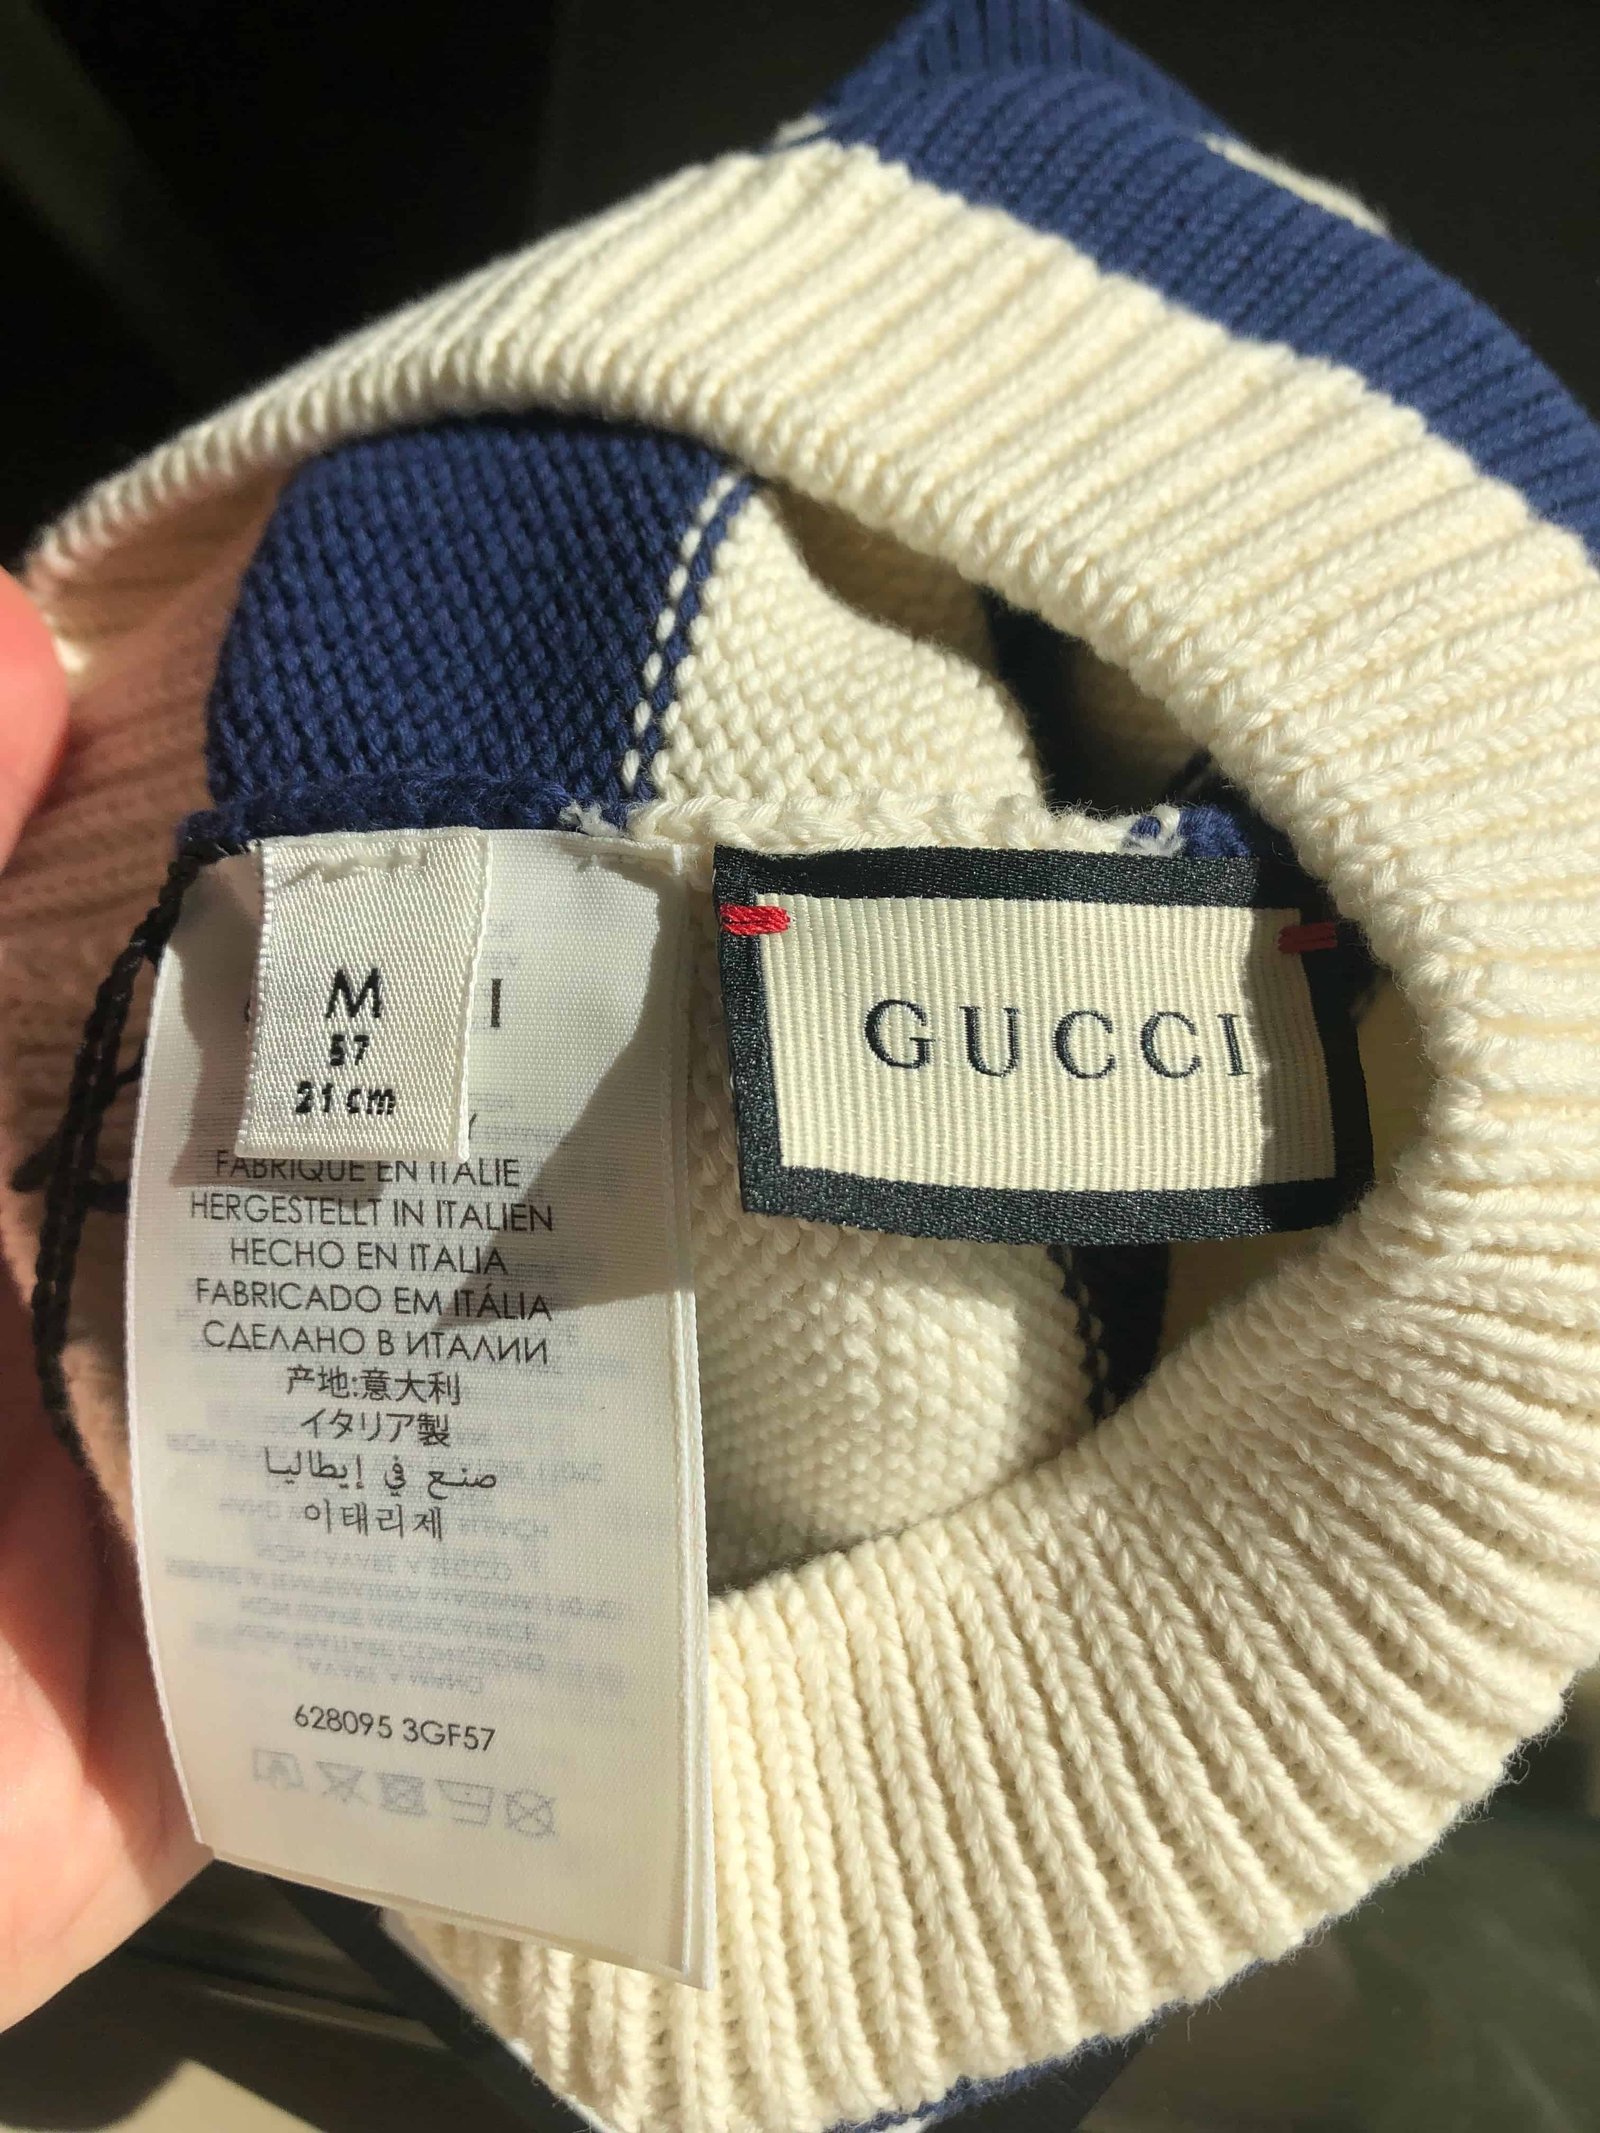 M
57
21 cm
I
Y
FABRIQUE EN ITALIE
HERGESTELLT IN ITALIEN
HECHO EN ITALIA
FABRICADO EM ITÁLIA
СДЕЛАНО В ИТАЛИИ
产地:意大利
イタリア製
صنع في إيطاليا
이태리제
628095 3GF57
GUCCI